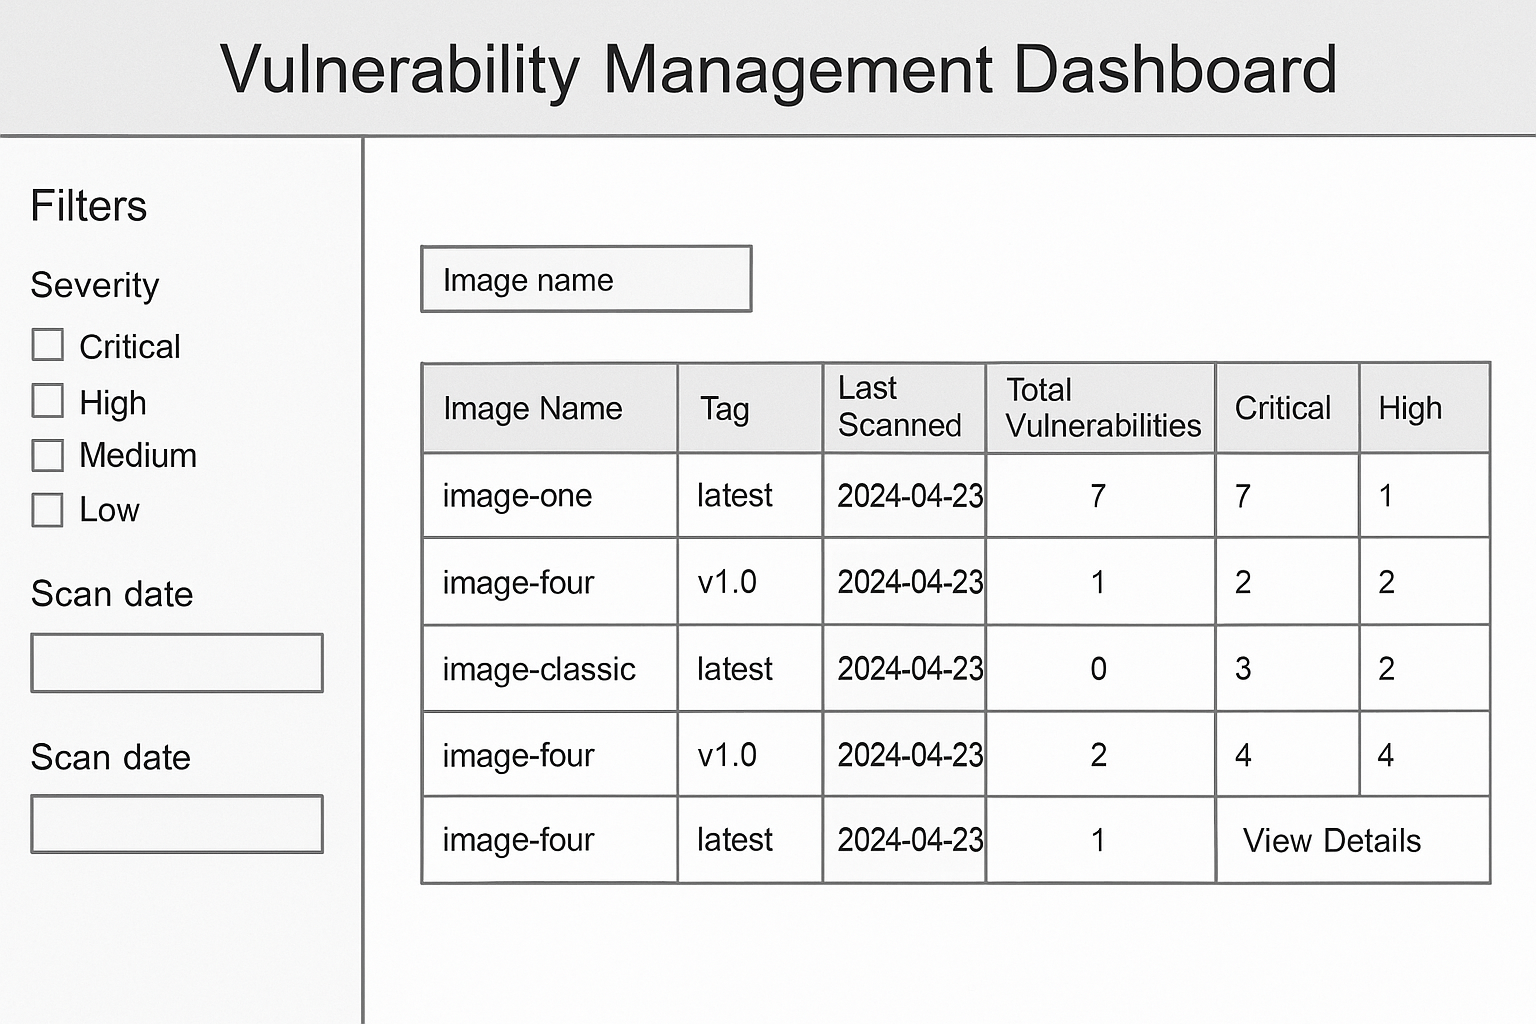 Vulnerability Management Dashboard
Filters
Severity
Critical
High
Medium
Low
Scan date
Scan date
Image name
Image Name Tag Last Scanned Total Vulnerabilities Critical High
image-one latest 2024-04-23 7 7 1
image-four v1.0 2024-04-23 1 2 2
image-classic latest 2024-04-23 0 3 2
image-four v1.0 2024-04-23 2 4 4
image-four latest 2024-04-23 1 View Details